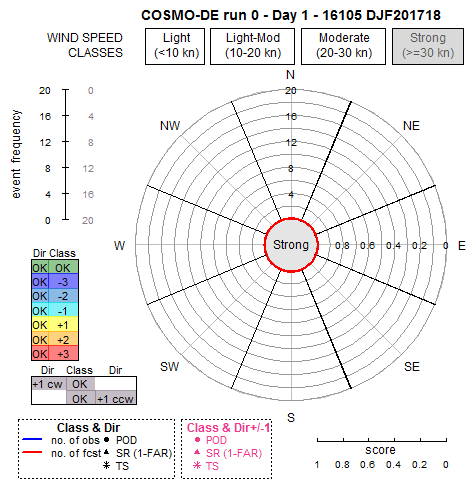 COSMO-DE run 0 - Day 1 - 16105 DJF201718
WIND SPEED CLASSES
Light (<10 kn)
Light-Mod (10-20 kn)
Moderate (20-30 kn)
Strong (>=30 kn)
event frequency
20 0
16 4
12 8
8 12
4 16
0 20
N
NW
NE
W
E
SW
SE
S
20
16
12
8
4
Strong
0.8 0.6 0.4 0.2 0
Dir Class
OK OK
OK -3
OK -2
OK -1
OK +1
OK +2
OK +3
Dir Class Dir
+1 cw OK
OK +1 ccw
Class & Dir
no. of obs POD
no. of fcst SR (1-FAR)
TS
Class & Dir+/-1
POD
SR (1-FAR)
TS
score
1 0.8 0.6 0.4 0.2 0